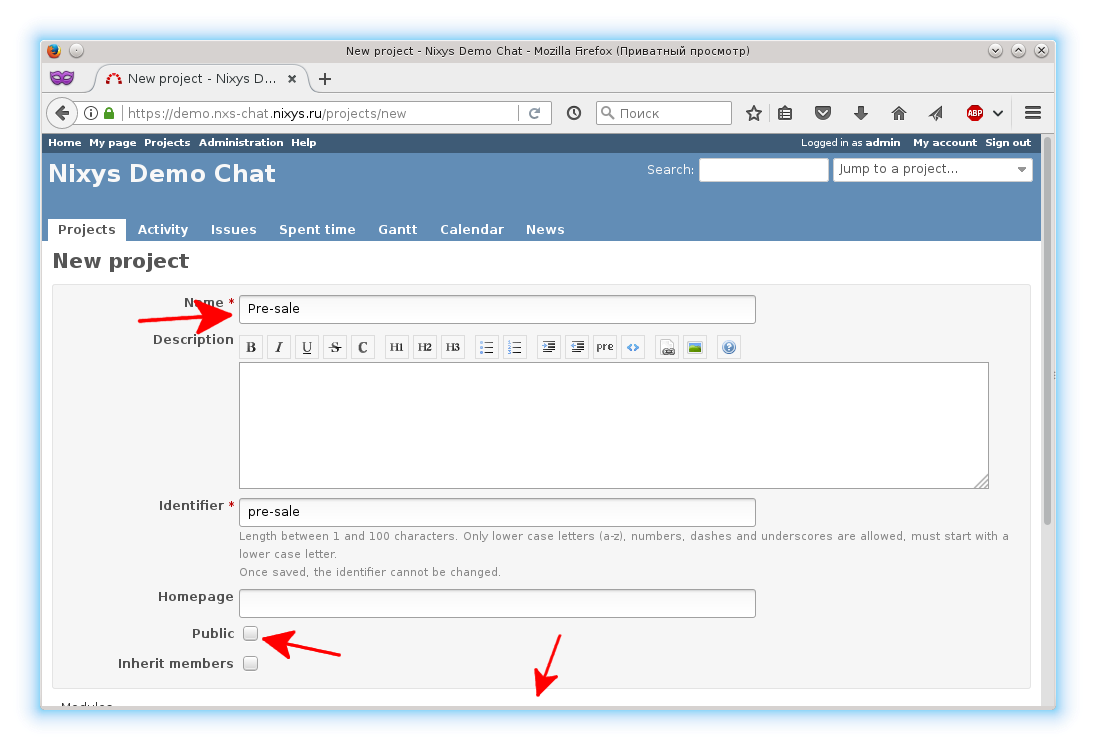 New project - Nixys Demo Chat - Mozilla Firefox (Приватный просмотр)
New project - Nixys D...
https://demo.nxs-chat.nixys.ru/projects/new
Поиск
ABP
Home My page Projects Administration Help
Logged in as admin My account Sign out
Nixys Demo Chat
Search:
Jump to a project...
Projects Activity Issues Spent time Gantt Calendar News
New project
Name *
Pre-sale
Description
B I U S C H1 H2 H3 pre
Identifier *
pre-sale
Length between 1 and 100 characters. Only lower case letters (a-z), numbers, dashes and underscores are allowed, must start with a
lower case letter.
Once saved, the identifier cannot be changed.
Homepage
Public
Inherit members
Modules